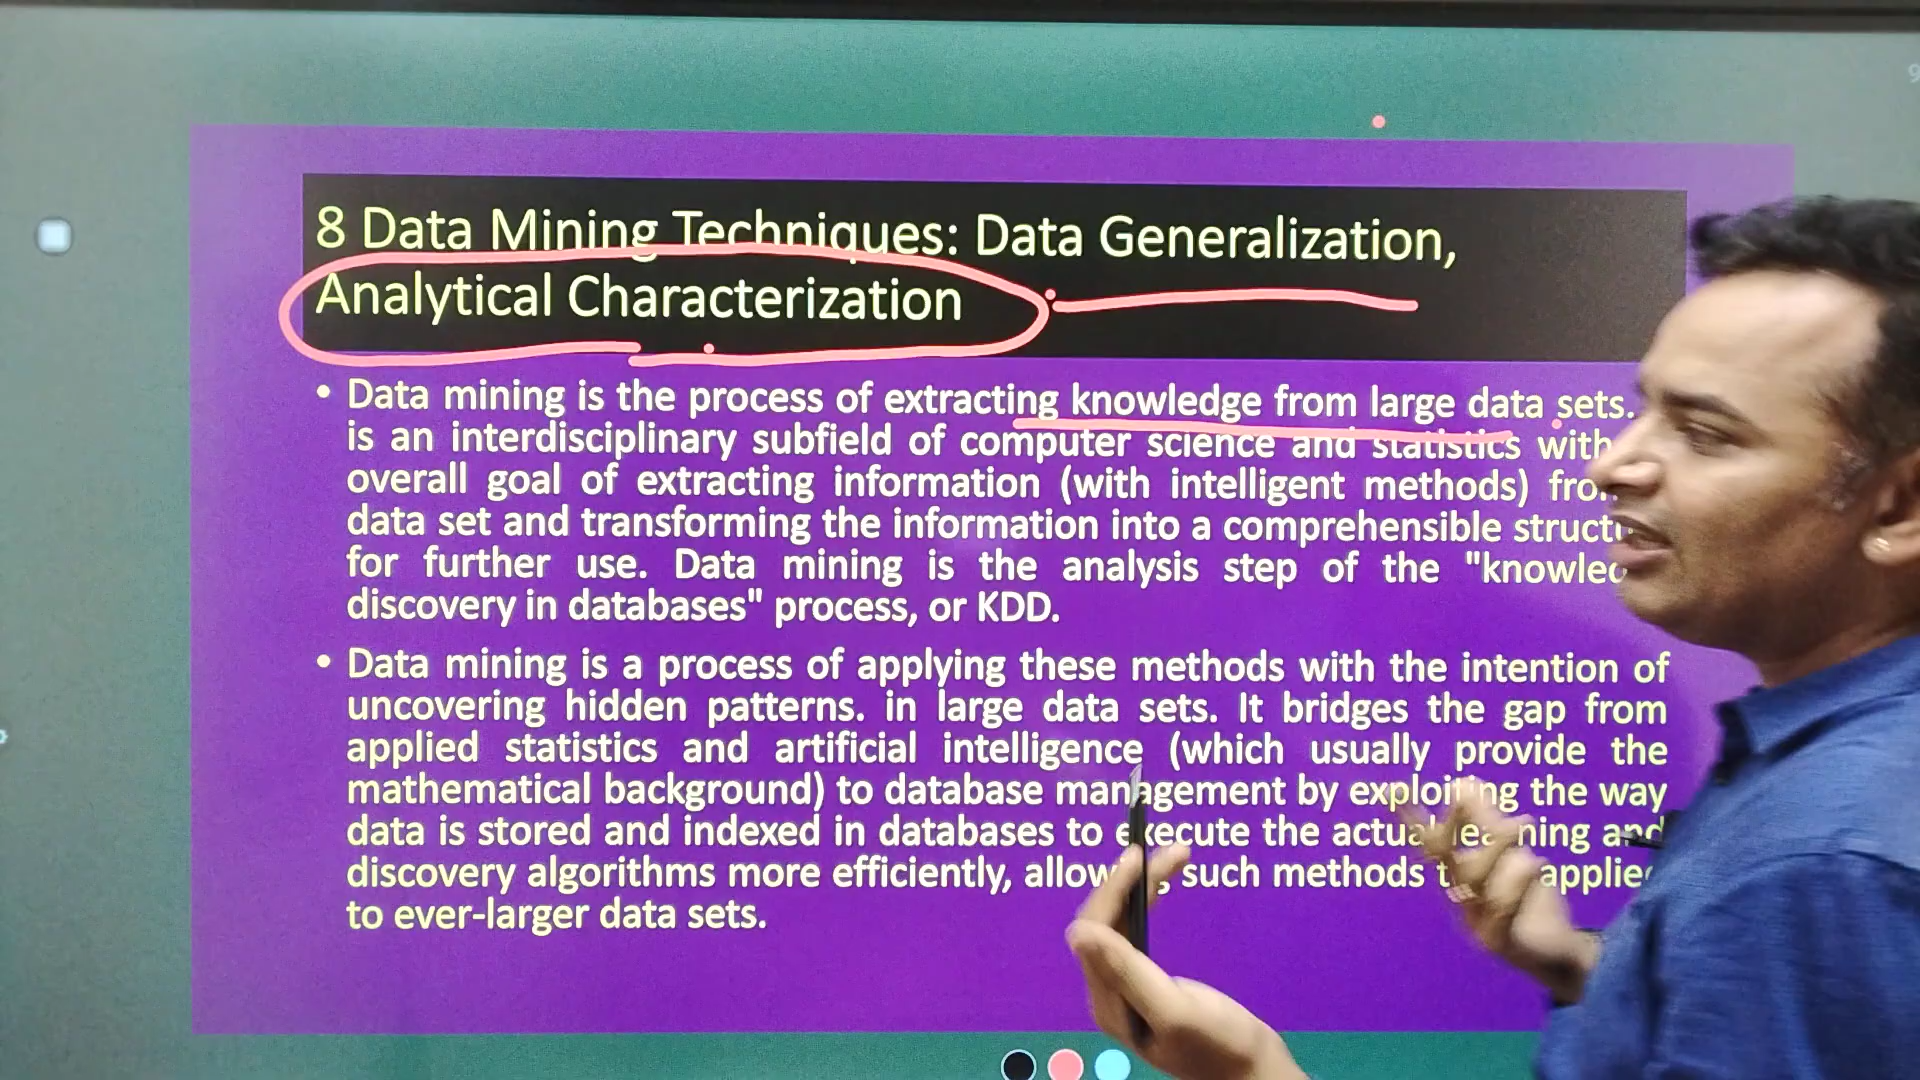 8 Data Mining Techniques: Data Generalization,
Analytical Characterization
• Data mining is the process of extracting knowledge from large data sets.
is an interdisciplinary subfield of computer science and statistics with
overall goal of extracting information (with intelligent methods)
data set and transforming the information into a comprehensible
for further use. Data mining is the analysis step of the
discovery in databases" process, or KDD.
• Data mining is a process of applying these methods with the intention of
uncovering hidden patterns. in large data sets. It bridges the gap from
applied statistics and artificial intelligence (which usually provide the
mathematical background) to database management by exploiting the way
data is stored and indexed in databases to execute the actual and
discovery algorithms more efficiently, such methods
to ever-larger data sets.